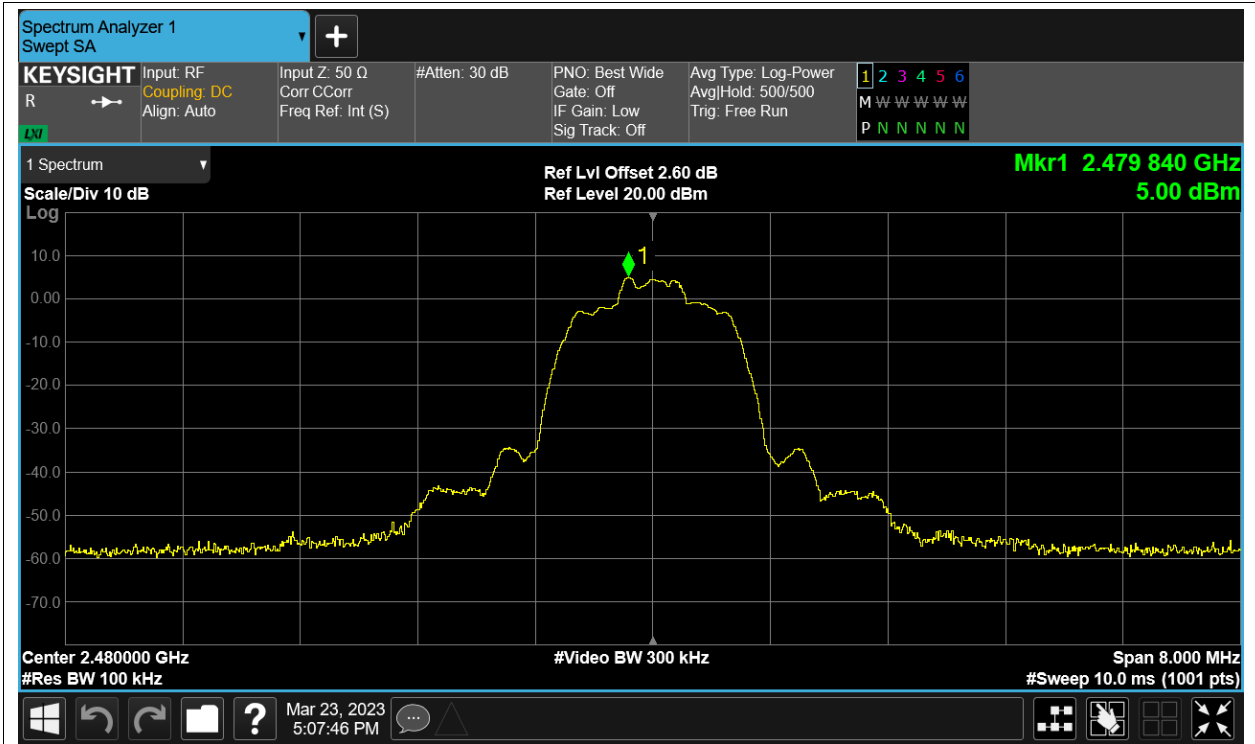 Spectrum Analyzer 1
Swept SA
KEYSIGHT
R
LXI
Input: RF
Coupling: DC
Align: Auto
Input Z: 50 Ω
Corr CCorr
Freq Ref: Int (S)
#Atten: 30 dB
PNO: Best Wide
Gate: Off
IF Gain: Low
Sig Track: Off
Avg Type: Log-Power
Avg|Hold: 500/500
Trig: Free Run
1 2 3 4 5 6
M W W W W W
P N N N N N
1 Spectrum
Scale/Div 10 dB
Log
Ref Lvl Offset 2.60 dB
Ref Level 20.00 dBm
Mkr1 2.479 840 GHz
5.00 dBm
1
10.0
0.00
-10.0
-20.0
-30.0
-40.0
-50.0
-60.0
-70.0
Center 2.480000 GHz
#Res BW 100 kHz
#Video BW 300 kHz
Span 8.000 MHz
#Sweep 10.0 ms (1001 pts)
?
Mar 23, 2023
5:07:46 PM